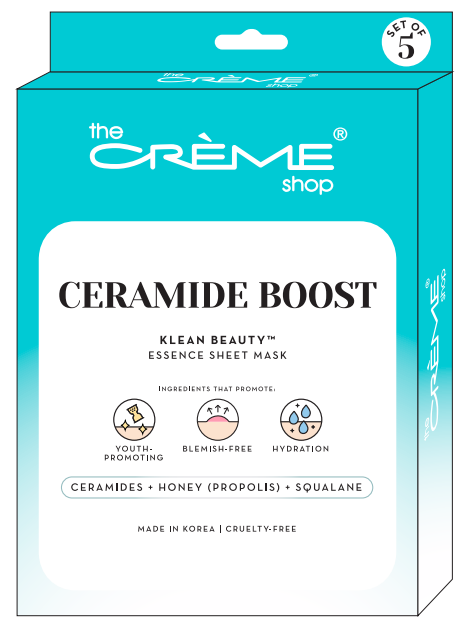 SET OF
5
the
CRÈME®
shop
the
CRÈME®
shop
CERAMIDE BOOST
KLEAN BEAUTY™
ESSENCE SHEET MASK
INGREDIENTS THAT PROMOTE:
YOUTH-
PROMOTING
BLEMISH-FREE
HYDRATION
CERAMIDES + HONEY (PROPOLIS) + SQUALANE
MADE IN KOREA | CRUELTY-FREE
the
CRÈME®
shop